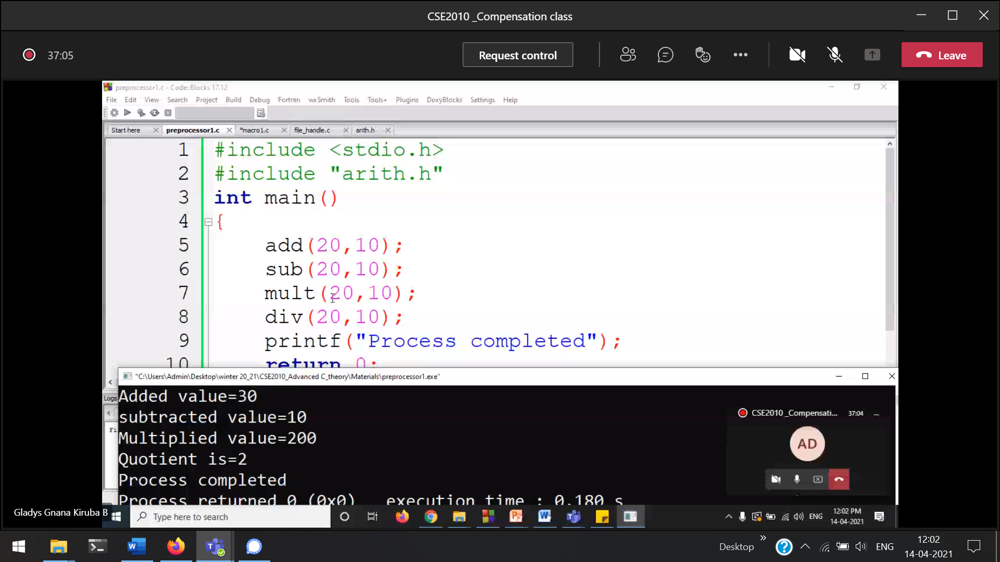 CSE2010 _Compensation class
37:05
Request control
Leave
preprocessor1.c - Code::Blocks 17.12
File Edit View Search Project Build Debug Fortran wxSmith Tools Tools+ Plugins DoxyBlocks Settings Help
Start here preprocessor1.c *macro1.c file_handle.c arith.h
1 #include <stdio.h>
2 #include "arith.h"
3 int main()
4 {
5 add(20,10);
6 sub(20,10);
7 mult(20,10);
8 div(20,10);
9 printf("Process completed");
10 return 0;
"C:\Users\Admin\Desktop\winter 20_21\CSE2010_Advanced C_theory\Materials\preprocessor1.exe"
Logs
Fi
Added value=30
subtracted value=10
Multiplied value=200
Quotient is=2
Process completed
Process returned 0 (0x0) execution time : 0.180 s
CSE2010 _Compensati... 37:04
AD
Gladys Gnana Kiruba B
Type here to search
ENG
12:02 PM
14-04-2021
Desktop
ENG
12:02
14-04-2021